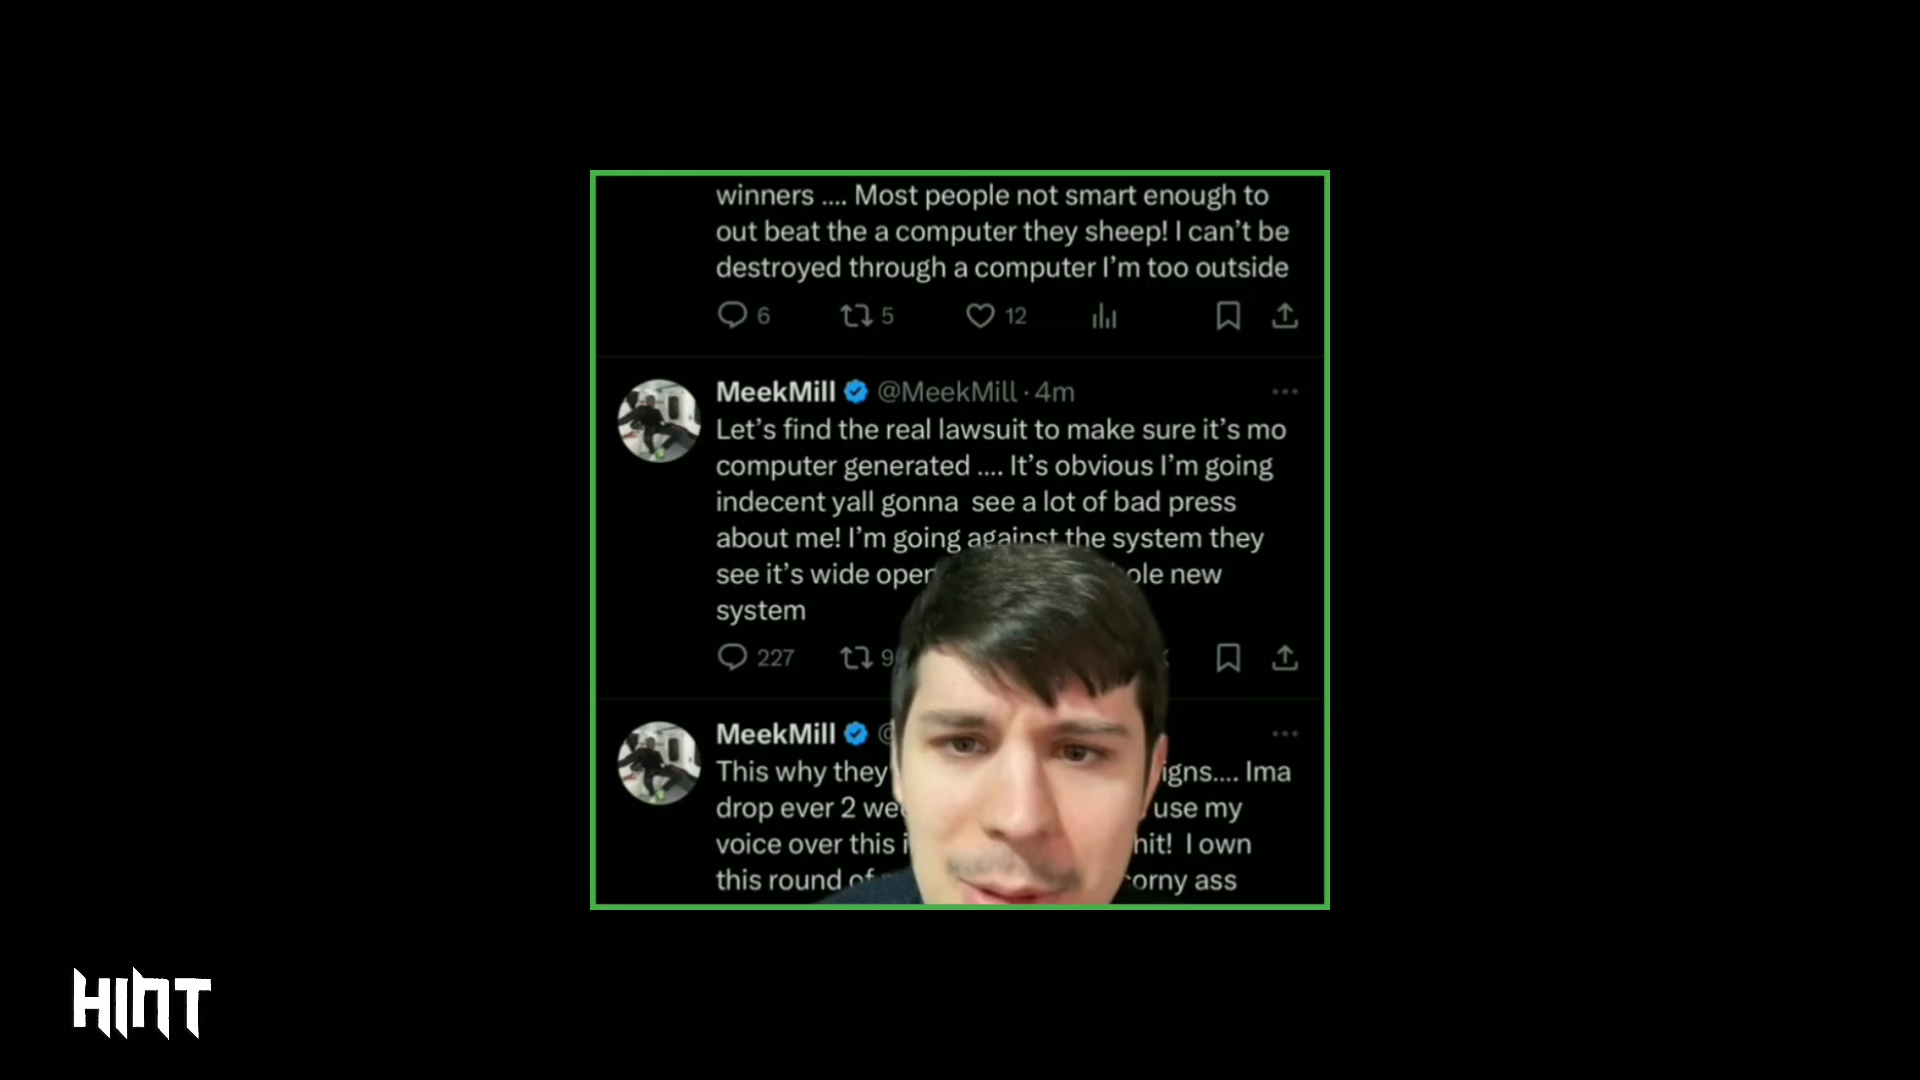 winners .... Most people not smart enough to
out beat the a computer they sheep! I can't be
destroyed through a computer I'm too outside
6 5 12
MeekMill @MeekMill · 4m
Let's find the real lawsuit to make sure it's mo
computer generated .... It's obvious I'm going
indecent yall gonna see a lot of bad press
about me! I'm going against the system they
see it's wide open new
system
227
MeekMill
This why they Ima
drop ever 2 use my
voice over this I own
this round of ass
HINT